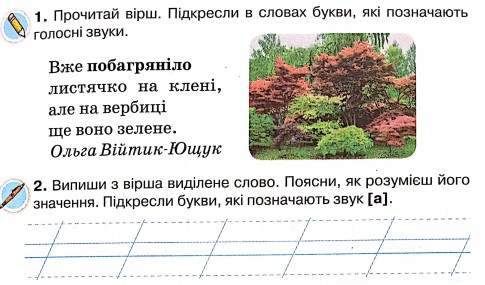 1. Прочитай вірш. Підкресли в словах букви, які позначають
голосні звуки.
Вже побагряніло
листячко на клені,
але на вербиці
ще воно зелене.
Ольга Війтик-Ющук
2. Випиши з вірша виділене слово. Поясни, як розумієш його
значення. Підкресли букви, які позначають звук [а].